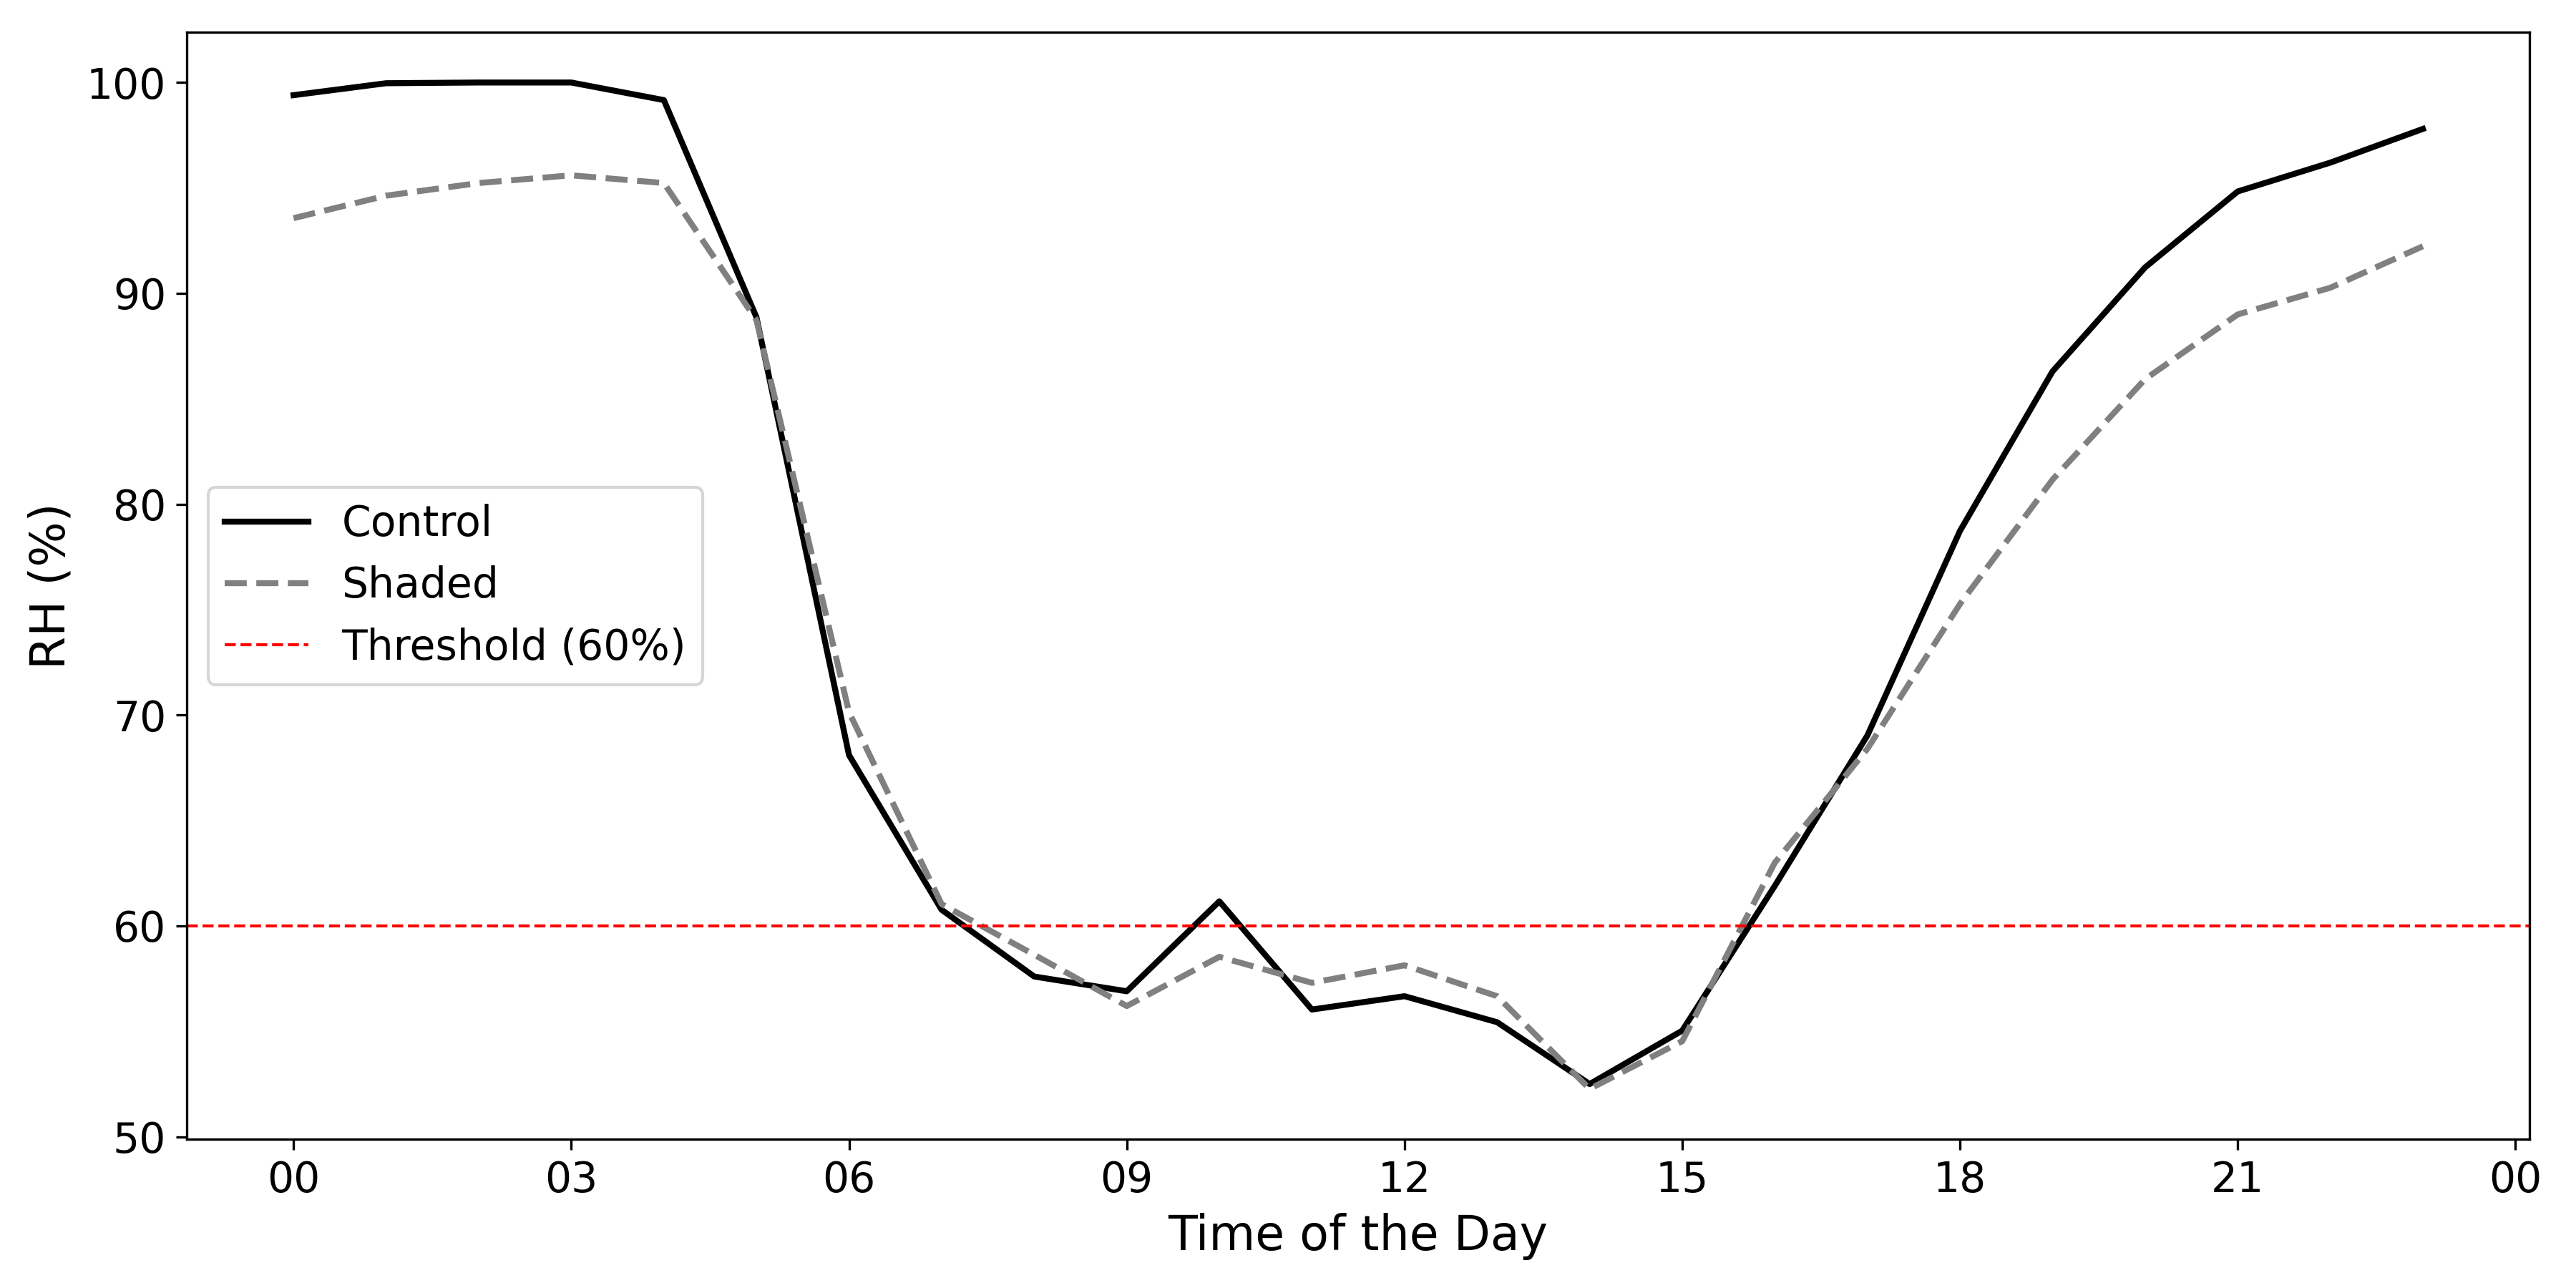 100
90
80
70
60
50
RH (%)
Control
Shaded
Threshold (60%)
00 03 06 09 12 15 18 21 00
Time of the Day